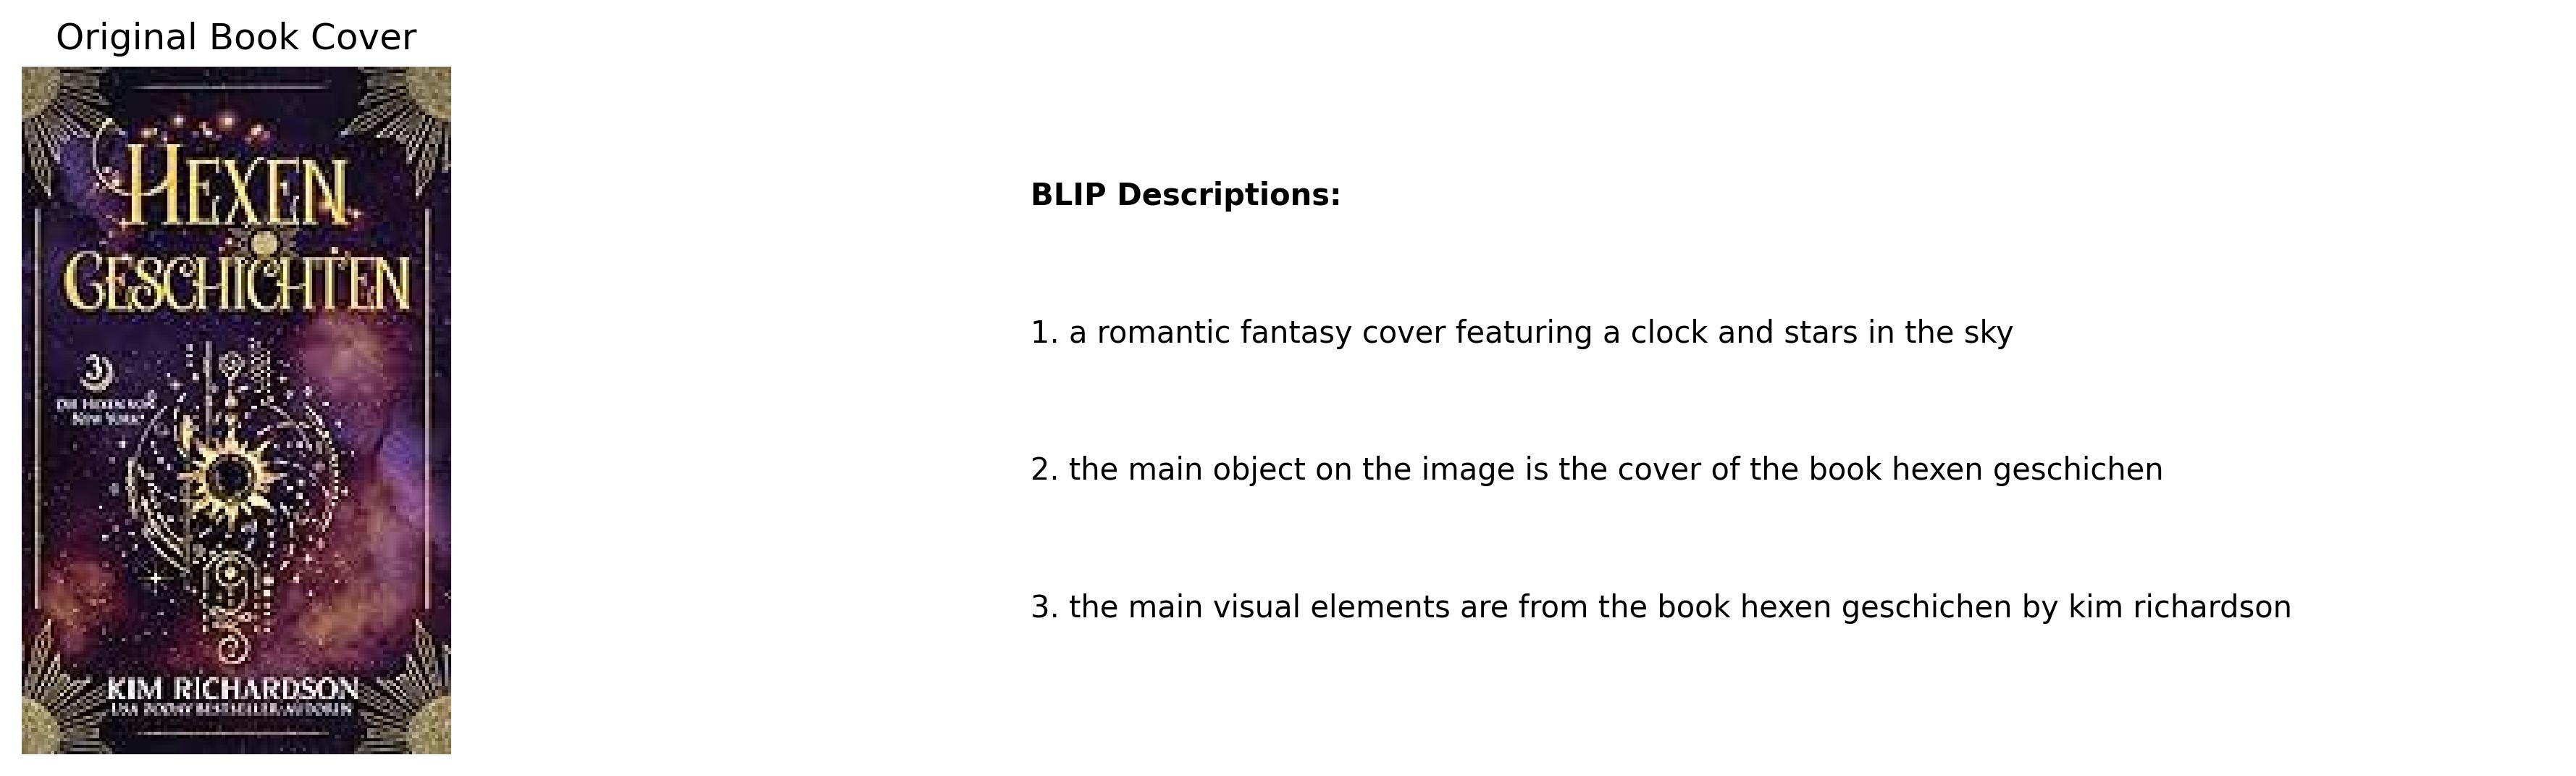 Original Book Cover
HEXEN
GESCHICHTEN
3
DIE HEXEN VON
NEW YORK
KIM RICHARDSON
USA TODAY BESTSELLER-AUTORIN
BLIP Descriptions:
1. a romantic fantasy cover featuring a clock and stars in the sky
2. the main object on the image is the cover of the book hexen geschichen
3. the main visual elements are from the book hexen geschichen by kim richardson